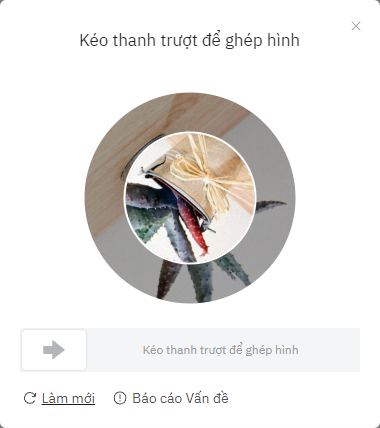 Kéo thanh trượt để ghép hình
Kéo thanh trượt để ghép hình
Làm mới
Báo cáo Vấn đề